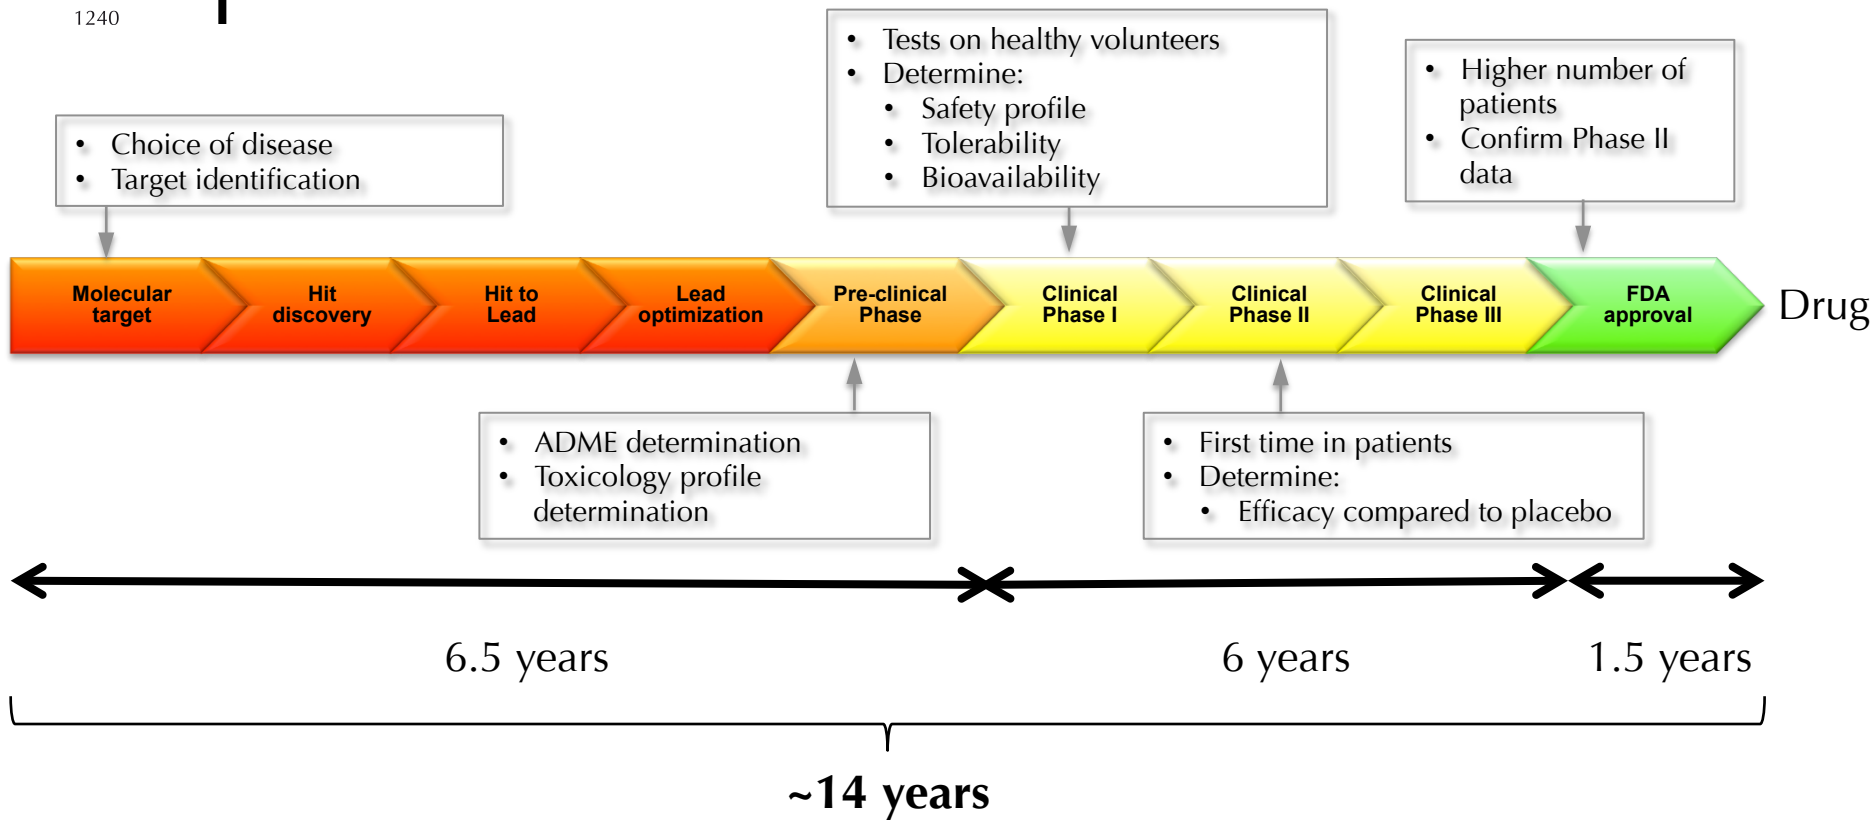 1240
• Tests on healthy volunteers
• Determine:
• Safety profile
• Tolerability
• Bioavailability
• Higher number of
patients
• Confirm Phase II
data
• Choice of disease
• Target identification
Molecular
target
Hit
discovery
Hit to
Lead
Lead
optimization
Pre-clinical
Phase
Clinical
Phase I
Clinical
Phase II
Clinical
Phase III
FDA
approval
Drug
• ADME determination
• Toxicology profile
determination
• First time in patients
• Determine:
• Efficacy compared to placebo
6.5 years
6 years
1.5 years
~14 years